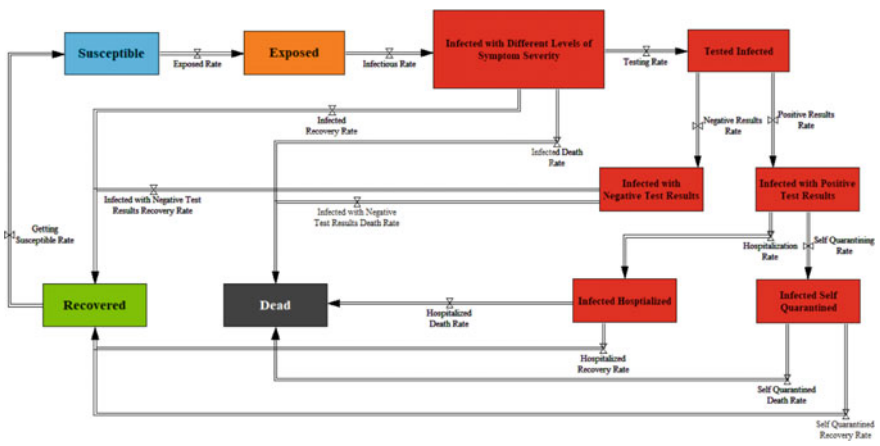 Susceptible
Exposed Rate
Exposed
Infectious Rate
Infected with Different Levels of
Symptom Severity
Testing Rate
Tested Infected
Infected
Recovery Rate
Infected Death
Rate
Negative Results
Rate
Positive Results
Rate
Infected with
Negative Test Results
Infected with Positive
Test Results
Infected with Negative Test
Results Recovery Rate
Infected with Negative
Test Results Death Rate
Getting
Susceptible Rate
Hospitalization
Rate
Self Quarantining
Rate
Recovered
Dead
Hospitalized
Death Rate
Infected Hosptialized
Infected Self
Quarantined
Hospitalized
Recovery Rate
Self Quarantined
Death Rate
Self Quarantined
Recovery Rate